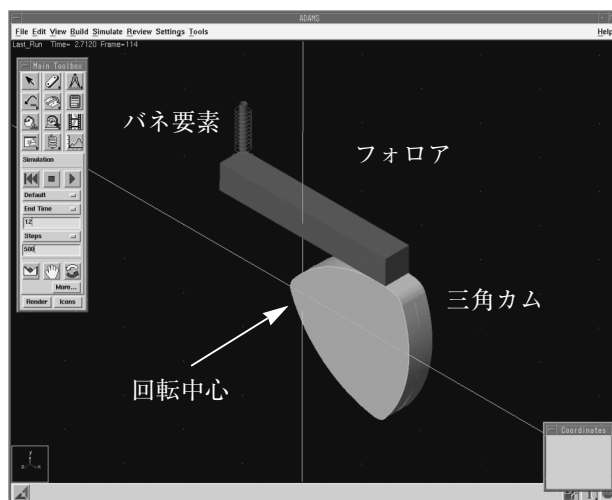 ADAMS
File Edit View Build Simulate Review Settings Tools Help
Last_Run Time= 2.7120 Frame=114
Main Toolbox
バネ要素
フォロア
Simulation
Default
End Time
12
Steps
500
More...
Render Icons
三角カム
回転中心
Coordinates